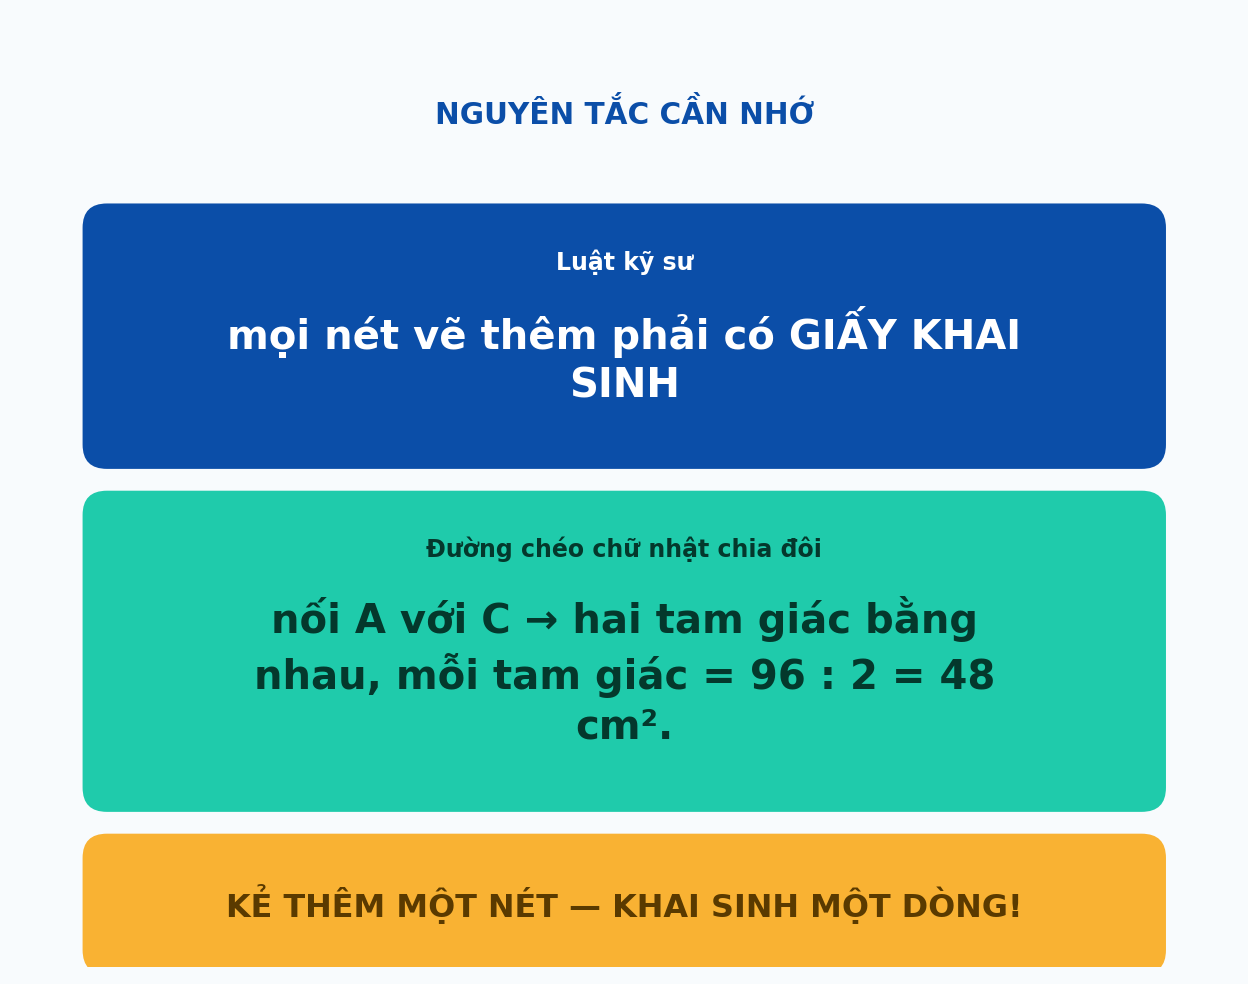 NGUYÊN TẮC CẦN NHỚ
Luật kỹ sư
mọi nét vẽ thêm phải có GIẤY KHAI
SINH
Đường chéo chữ nhật chia đôi
nối A với C → hai tam giác bằng
nhau, mỗi tam giác = 96 : 2 = 48
cm².
KẺ THÊM MỘT NÉT — KHAI SINH MỘT DÒNG!